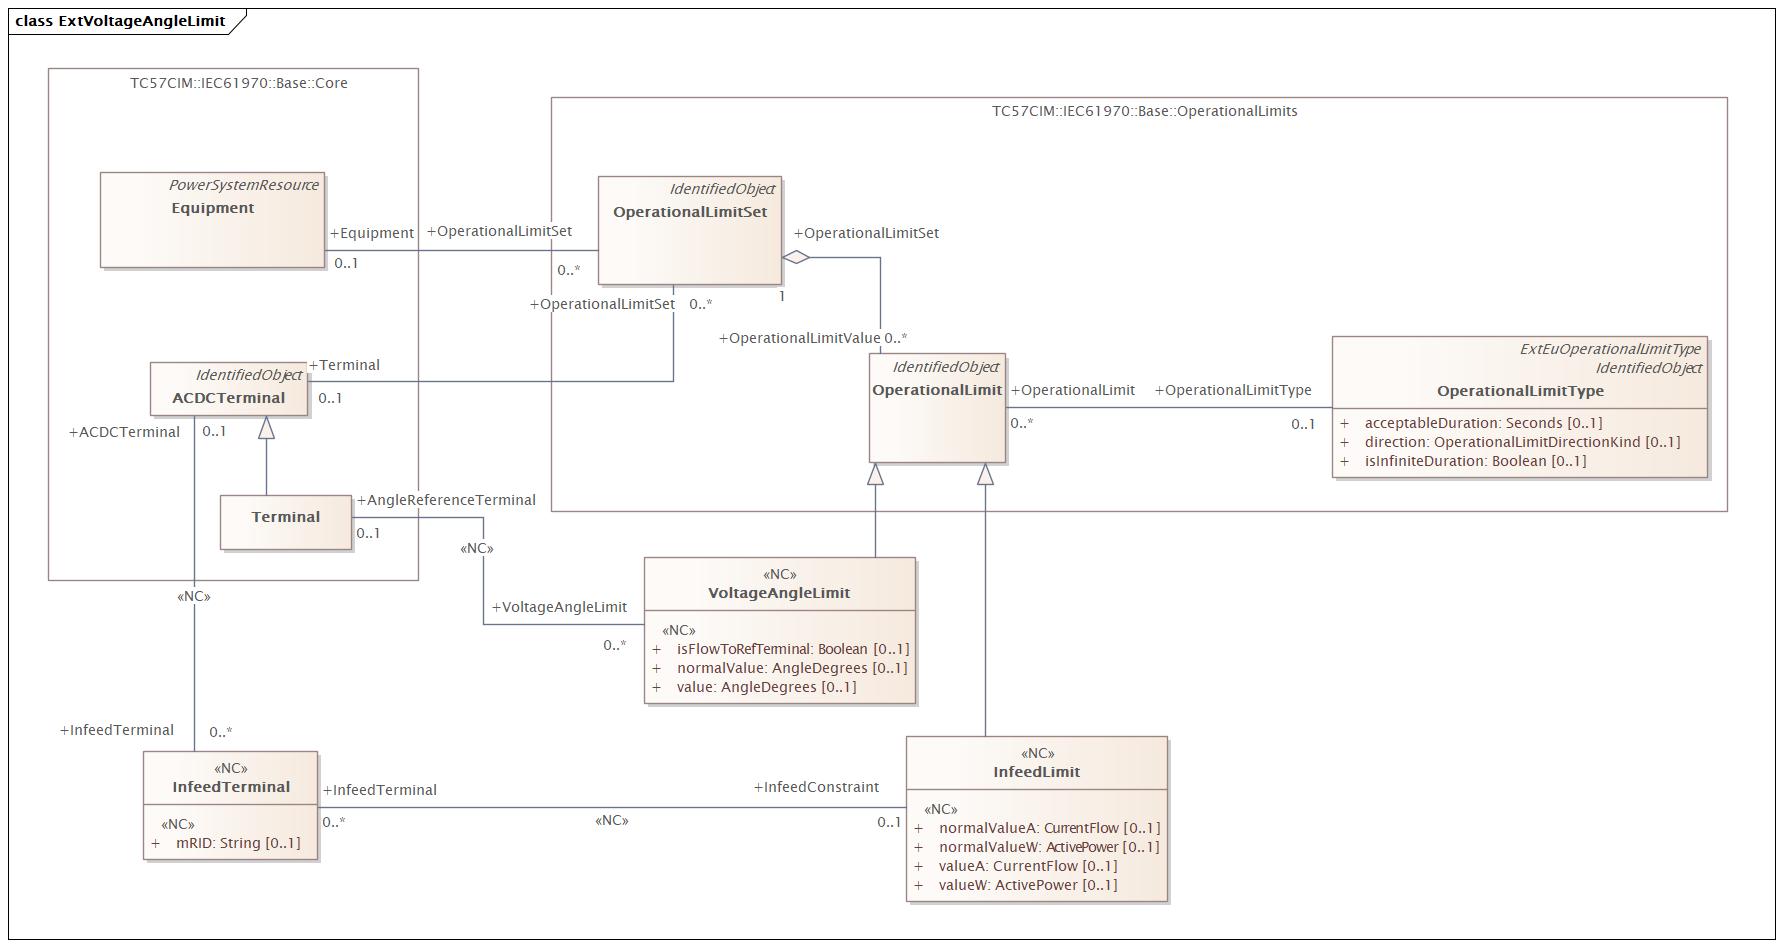 class ExtVoltageAngleLimit
TC57CIM::IEC61970::Base::Core
TC57CIM::IEC61970::Base::OperationalLimits
PowerSystemResource
Equipment
+Equipment
0..1
+OperationalLimitSet
0..*
IdentifiedObject
OperationalLimitSet
+OperationalLimitSet
1
+OperationalLimitSet
0..*
+OperationalLimitValue
0..*
IdentifiedObject
ACDCTerminal
+Terminal
0..1
+ACDCTerminal
0..1
IdentifiedObject
OperationalLimit
+OperationalLimit
0..*
+OperationalLimitType
0..1
ExtEuOperationalLimitType
IdentifiedObject
OperationalLimitType
+ acceptableDuration: Seconds [0..1]
+ direction: OperationalLimitDirectionKind [0..1]
+ isInfiniteDuration: Boolean [0..1]
Terminal
+AngleReferenceTerminal
0..1
«NC»
«NC»
+VoltageAngleLimit
0..*
«NC»
VoltageAngleLimit
«NC»
+ isFlowToRefTerminal: Boolean [0..1]
+ normalValue: AngleDegrees [0..1]
+ value: AngleDegrees [0..1]
+InfeedTerminal
0..*
«NC»
InfeedTerminal
«NC»
+ mRID: String [0..1]
+InfeedTerminal
0..*
«NC»
+InfeedConstraint
0..1
«NC»
InfeedLimit
«NC»
+ normalValueA: CurrentFlow [0..1]
+ normalValueW: ActivePower [0..1]
+ valueA: CurrentFlow [0..1]
+ valueW: ActivePower [0..1]